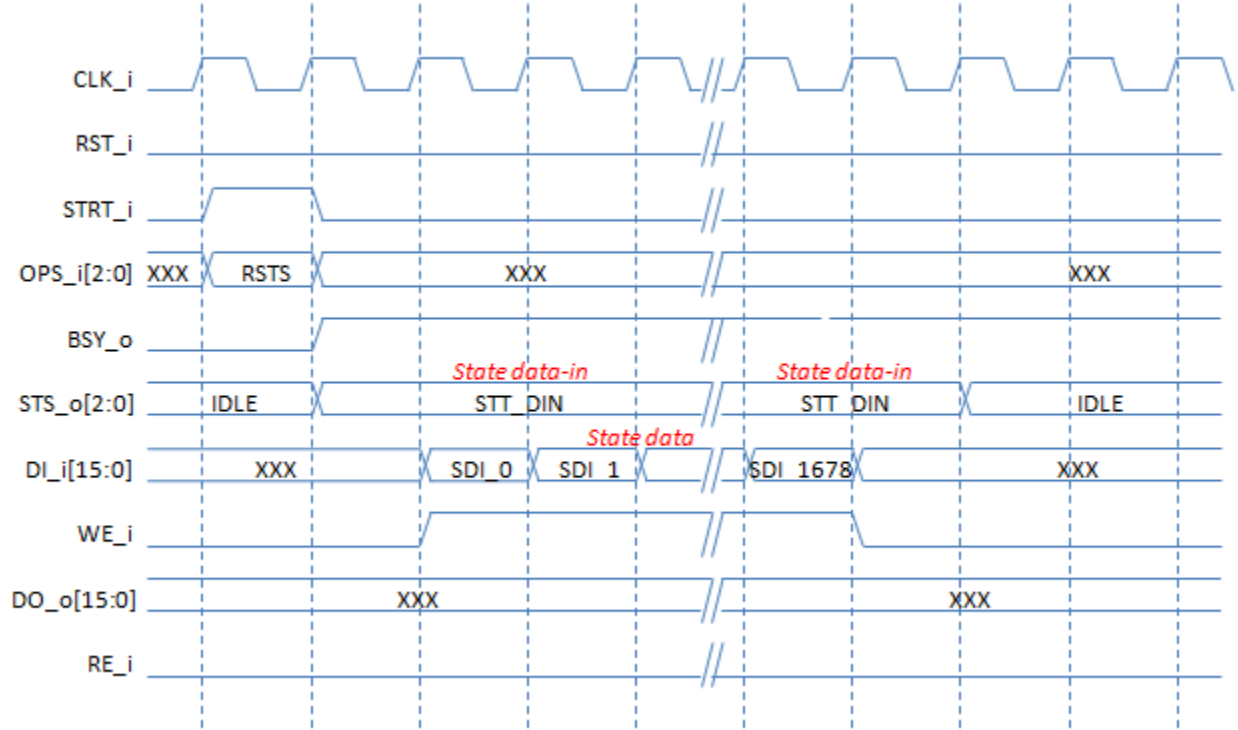 CLK_i
RST_i
STRT_i
OPS_i[2:0] XXX RSTS XXX XXX
BSY_o
State data-in State data-in
STS_o[2:0] IDLE STT_DIN STT_DIN IDLE
State data
DI_i[15:0] XXX SDI_0 SDI_1 SDI_1678 XXX
WE_i
DO_o[15:0] XXX XXX
RE_i